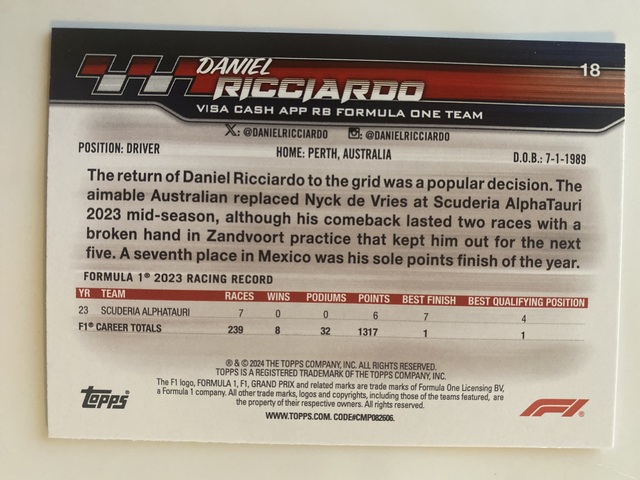 DANIEL
RICCIARDO
18
VISA CASH APP RB FORMULA ONE TEAM
X: @DANIELRICCIARDO @DANIELRICCIARDO
POSITION: DRIVER HOME: PERTH, AUSTRALIA D.O.B.: 7-1-1989
The return of Daniel Ricciardo to the grid was a popular decision. The
aimable Australian replaced Nyck de Vries at Scuderia AlphaTauri
2023 mid-season, although his comeback lasted two races with a
broken hand in Zandvoort practice that kept him out for the next
five. A seventh place in Mexico was his sole points finish of the year.
FORMULA 1® 2023 RACING RECORD
YR TEAM RACES WINS PODIUMS POINTS BEST FINISH BEST QUALIFYING POSITION
23 SCUDERIA ALPHATAURI 7 0 0 6 7 4
F1® CAREER TOTALS 239 8 32 1317 1 1
® & © 2024 THE TOPPS COMPANY, INC. ALL RIGHTS RESERVED.
TOPPS IS A REGISTERED TRADEMARK OF THE TOPPS COMPANY, INC.
The F1 logo, FORMULA 1, F1, GRAND PRIX and related marks are trade marks of Formula One Licensing BV,
a Formula 1 company. All other trade marks, logos and copyrights, including those of the teams featured, are
the property of their respective owners. All rights reserved.
WWW.TOPPS.COM. CODE#CMP082606.
topps®
F1®